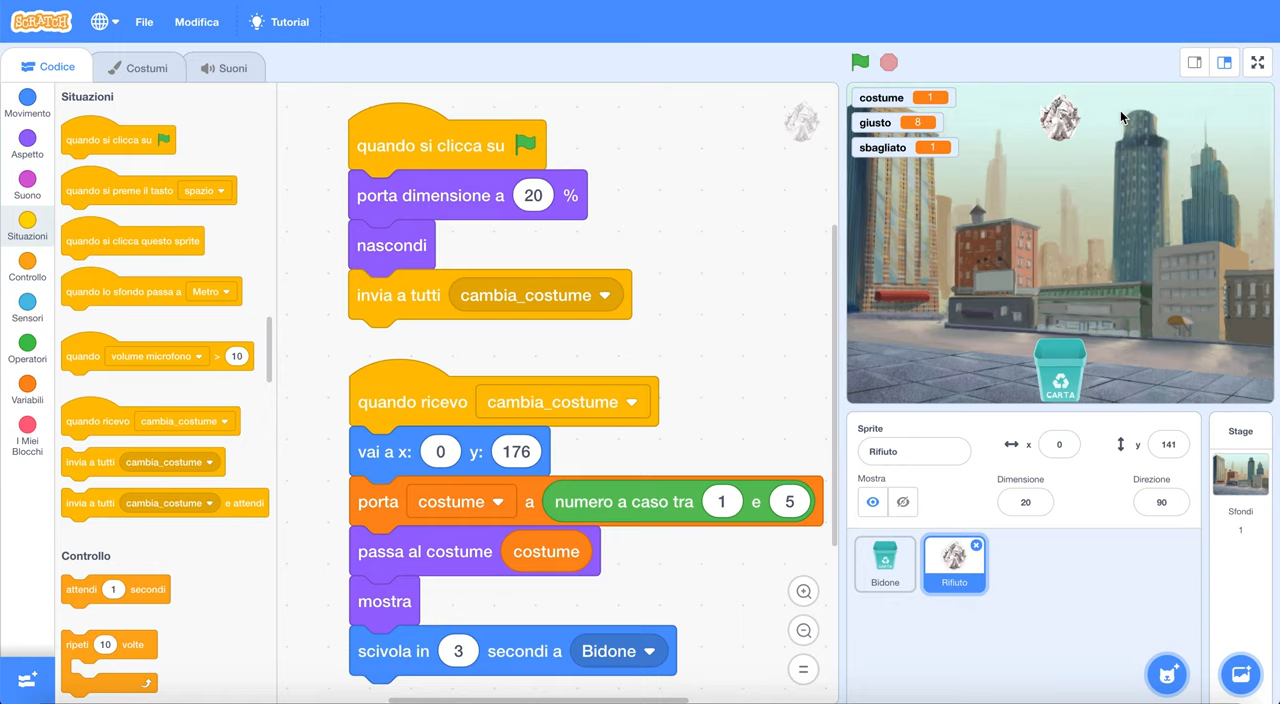 SCRATCH
File
Modifica
Tutorial
Codice
Costumi
Suoni
Movimento
Aspetto
Suono
Situazioni
Controllo
Sensori
Operatori
Variabili
I Miei
Blocchi
Situazioni
quando si clicca su
quando si preme il tasto spazio
quando si clicca questo sprite
quando lo sfondo passa a Metro
quando volume microfono > 10
quando ricevo cambia_costume
invia a tutti cambia_costume
invia a tutti cambia_costume e attendi
Controllo
attendi 1 secondi
ripeti 10 volte
quando si clicca su
porta dimensione a 20 %
nascondi
invia a tutti cambia_costume
quando ricevo cambia_costume
vai a x: 0 y: 176
porta costume a numero a caso tra 1 e 5
passa al costume costume
mostra
scivola in 3 secondi a Bidone
costume 1
giusto 8
sbagliato 1
CARTA
Sprite
Rifiuto
x 0
y 141
Mostra
Dimensione
20
Direzione
90
CARTA
Bidone
Rifiuto
Stage
Sfondi
1